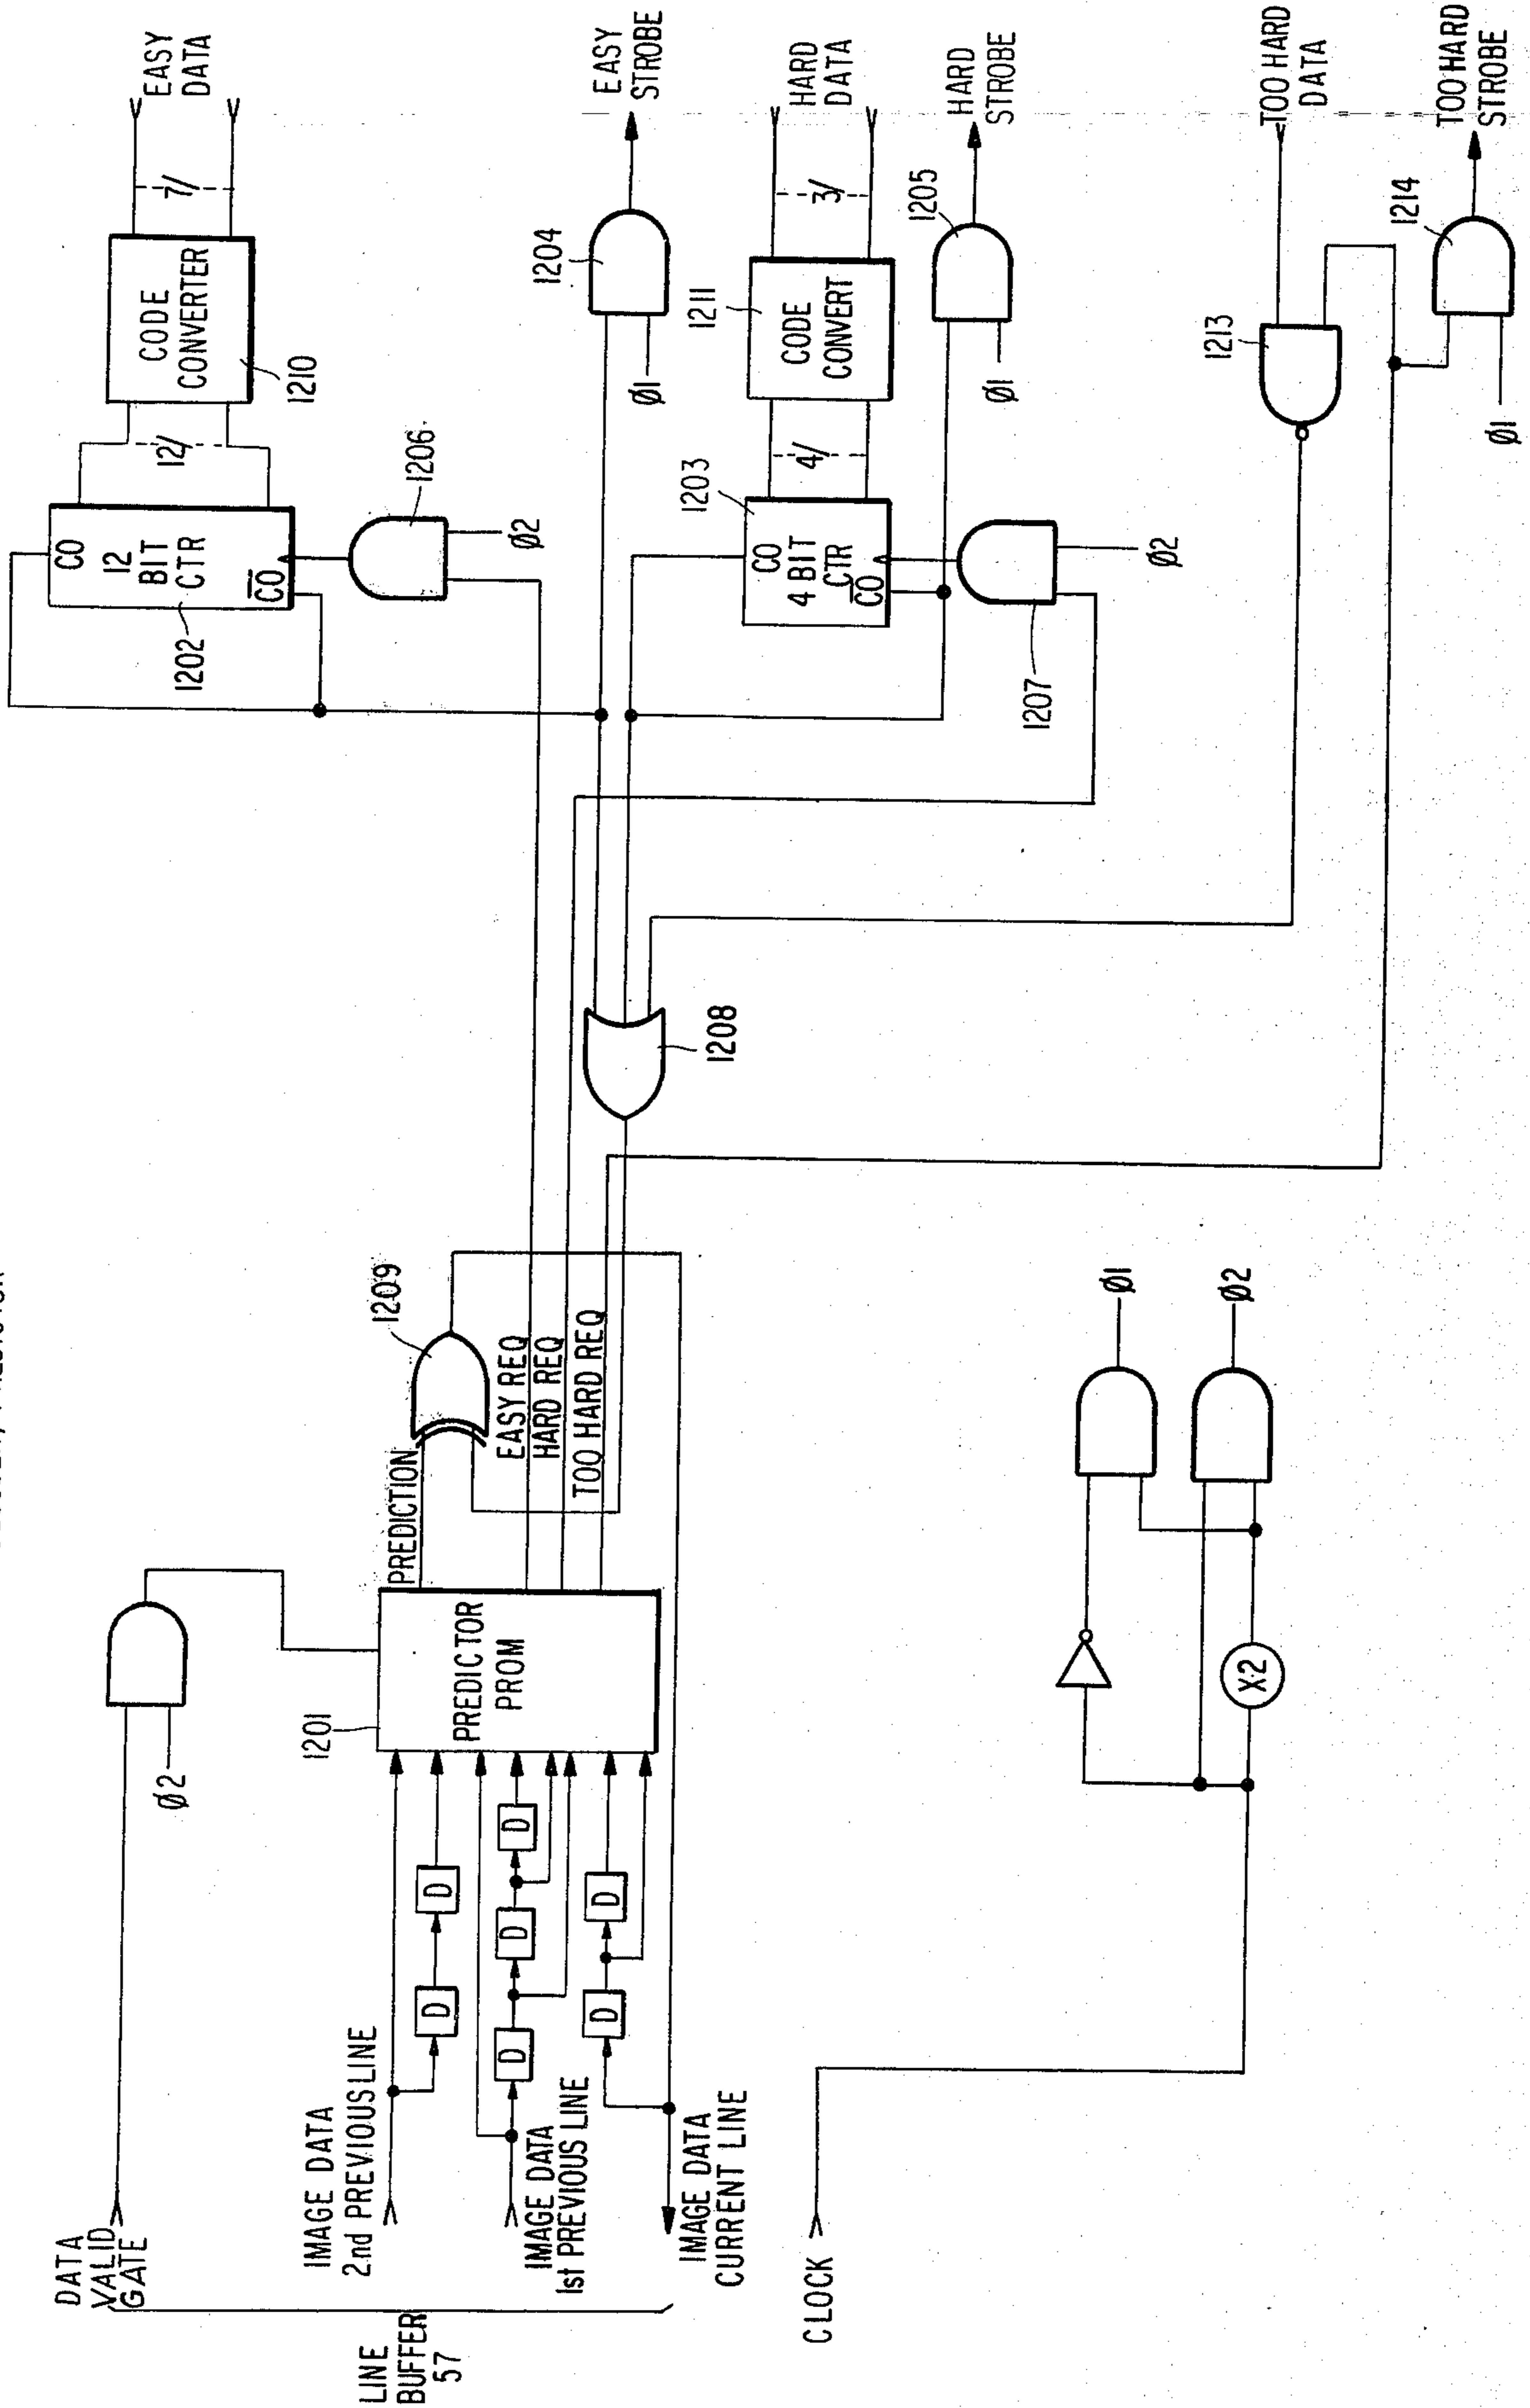 DATA
VALID
GATE
Ø2
LINE
BUFFER
57
IMAGE DATA
2nd PREVIOUS LINE
IMAGE DATA
1st PREVIOUS LINE
IMAGE DATA
CURRENT LINE
D
D
D
D
D
D
D
1201
PREDICTOR
PROM
PREDICTION
1209
EASY REQ
HARD REQ
TOO HARD REQ
1208
CO
12
BIT
CTR
CO
1202
12
CODE
CONVERTER
1210
7
EASY
DATA
1206
Ø2
1204
Ø1
EASY
STROBE
1203
CO
4 BIT
CTR
CO
4
1211
CODE
CONVERT
3
HARD
DATA
1207
Ø2
1205
Ø1
HARD
STROBE
1213
TOO HARD
DATA
1214
Ø1
TOO HARD
STROBE
CLOCK
X2
Ø1
Ø2